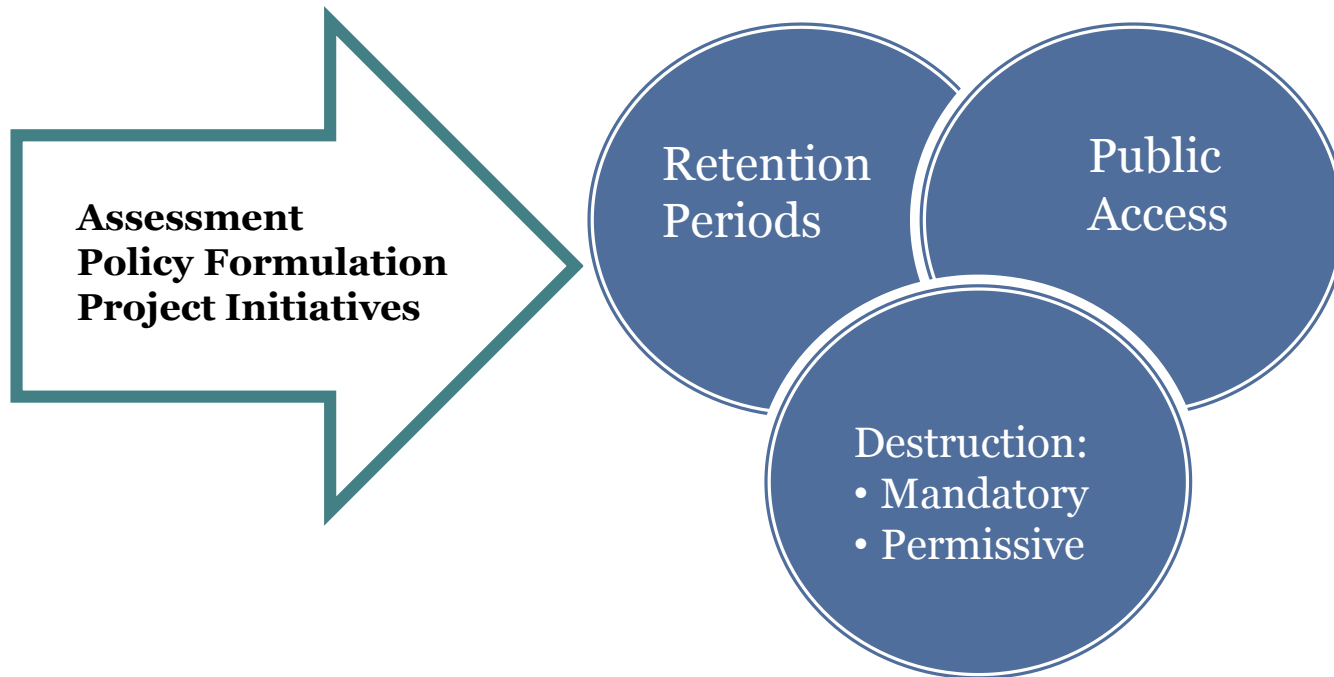 Assessment
Policy Formulation
Project Initiatives
Retention
Periods
Public
Access
Destruction:
• Mandatory
• Permissive